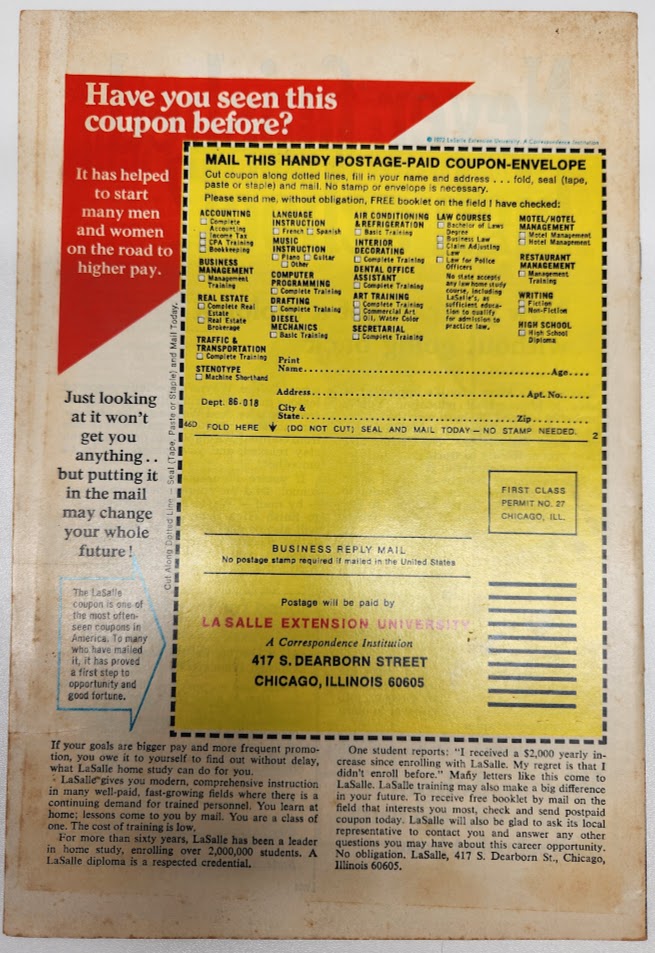 Have you seen this
coupon before?
© 1972 LaSalle Extension University, A Correspondence Institution
It has helped
to start
many men
and women
on the road to
higher pay.
MAIL THIS HANDY POSTAGE-PAID COUPON-ENVELOPE
Cut coupon along dotted lines, fill in your name and address . . . fold, seal (tape,
paste or staple) and mail. No stamp or envelope is necessary.
Please send me, without obligation, FREE booklet on the field I have checked:
ACCOUNTING
☐ Complete
Accounting
☐ Income Tax
☐ CPA Training
☐ Bookkeeping
BUSINESS
MANAGEMENT
☐ Management
Training
REAL ESTATE
☐ Complete Real
Estate
☐ Real Estate
Brokerage
TRAFFIC &
TRANSPORTATION
☐ Complete Training
STENOTYPE
☐ Machine Shorthand
LANGUAGE
INSTRUCTION
☐ French ☐ Spanish
MUSIC
INSTRUCTION
☐ Piano ☐ Guitar
☐ Other
COMPUTER
PROGRAMMING
☐ Complete Training
DRAFTING
☐ Complete Training
DIESEL
MECHANICS
☐ Basic Training
AIR CONDITIONING
& REFRIGERATION
☐ Basic Training
INTERIOR
DECORATING
☐ Complete Training
DENTAL OFFICE
ASSISTANT
☐ Complete Training
ART TRAINING
☐ Complete Training
☐ Commercial Art
☐ Oil, Water Color
SECRETARIAL
☐ Complete Training
LAW COURSES
☐ Bachelor of Laws
Degree
☐ Business Law
☐ Claim Adjusting
Law
☐ Law for Police
Officers
No state accepts
any law home study
course, including
LaSalle's, as
sufficient educa-
tion to qualify
for admission to
practice law.
MOTEL/HOTEL
MANAGEMENT
☐ Motel Management
☐ Hotel Management
RESTAURANT
MANAGEMENT
☐ Management
Training
WRITING
☐ Fiction
☐ Non-Fiction
HIGH SCHOOL
☐ High School
Diploma
Print
Name.....Age....
Address.....Apt. No.....
Dept. 86-018
City &
State.....Zip.....
46D FOLD HERE ↓ (DO NOT CUT) SEAL AND MAIL TODAY — NO STAMP NEEDED. 2
Cut Along Dotted Line — Seal (Tape, Paste or Staple) and Mail Today.
Just looking
at it won't
get you
anything . .
but putting it
in the mail
may change
your whole
future!
The LaSalle
coupon is one of
the most often-
seen coupons in
America. To many
who have mailed
it, it has proved
a first step to
opportunity and
good fortune.
FIRST CLASS
PERMIT NO. 27
CHICAGO, ILL.
BUSINESS REPLY MAIL
No postage stamp required if mailed in the United States
Postage will be paid by
LA SALLE EXTENSION UNIVERSITY
A Correspondence Institution
417 S. DEARBORN STREET
CHICAGO, ILLINOIS 60605
If your goals are bigger pay and more frequent promo-
tion, you owe it to yourself to find out without delay,
what LaSalle home study can do for you.
LaSalle gives you modern, comprehensive instruction
in many well-paid, fast-growing fields where there is a
continuing demand for trained personnel. You learn at
home; lessons come to you by mail. You are a class of
one. The cost of training is low.
For more than sixty years, LaSalle has been a leader
in home study, enrolling over 2,000,000 students. A
LaSalle diploma is a respected credential.
One student reports: "I received a $2,000 yearly in-
crease since enrolling with LaSalle. My regret is that I
didn't enroll before." Many letters like this come to
LaSalle. LaSalle training may also make a big difference
in your future. To receive free booklet by mail on the
field that interests you most, check and send postpaid
coupon today. LaSalle will also be glad to ask its local
representative to contact you and answer any other
questions you may have about this career opportunity.
No obligation. LaSalle, 417 S. Dearborn St., Chicago,
Illinois 60605.